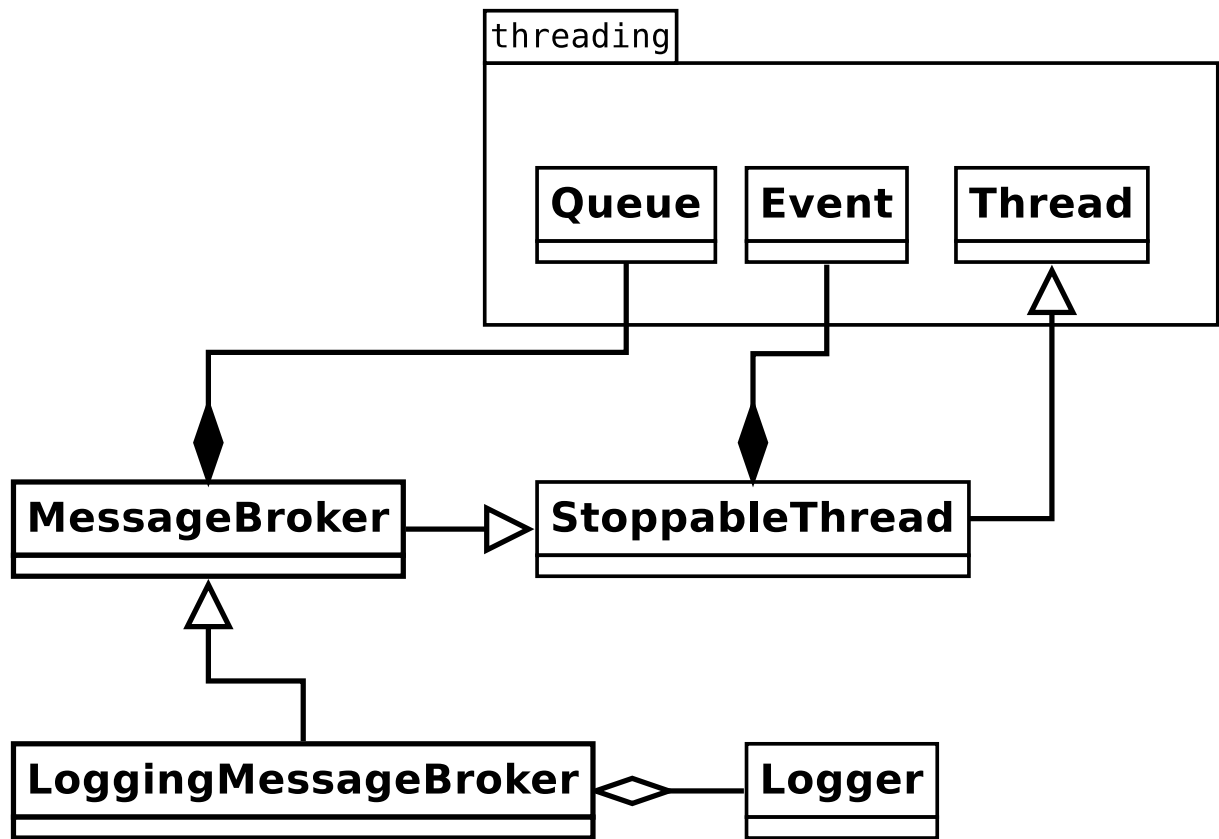 threading
Queue
Event
Thread
MessageBroker
StoppableThread
LoggingMessageBroker
Logger